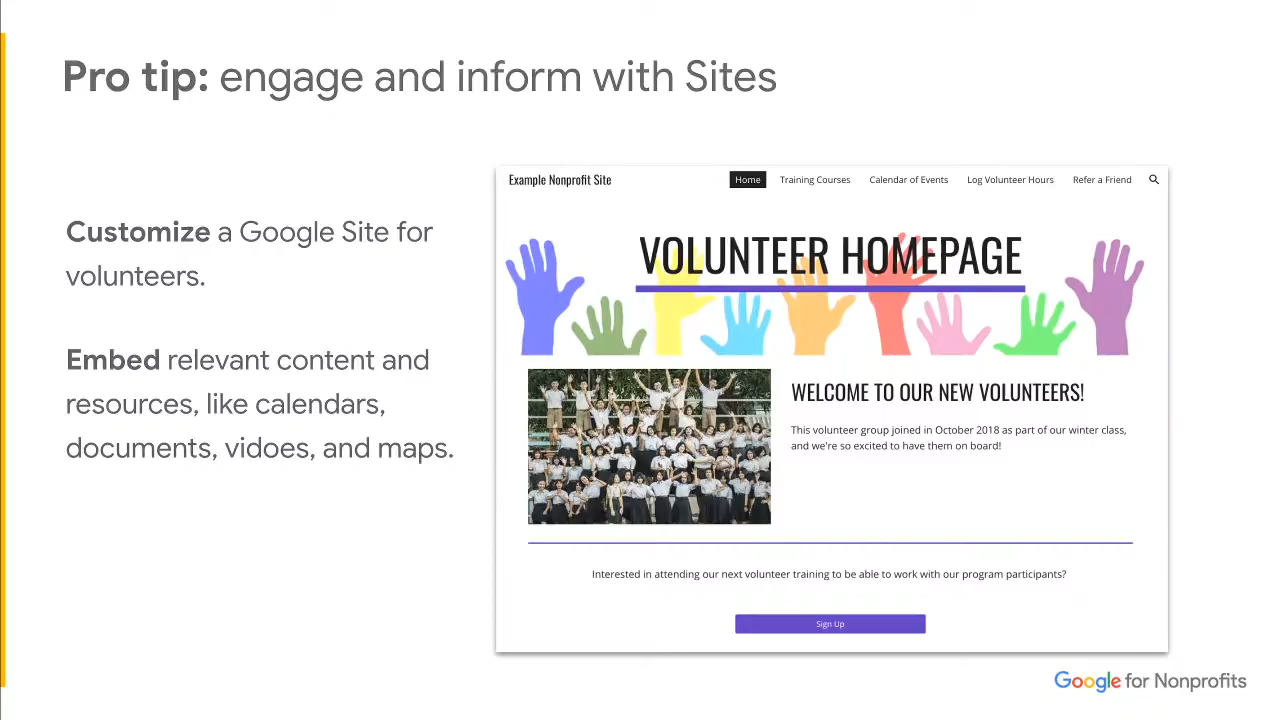 Pro tip: engage and inform with Sites
Customize a Google Site for
volunteers.
Embed relevant content and
resources, like calendars,
documents, vidoes, and maps.
Example Nonprofit Site
Home
Training Courses
Calendar of Events
Log Volunteer Hours
Refer a Friend
VOLUNTEER HOMEPAGE
WELCOME TO OUR NEW VOLUNTEERS!
This volunteer group joined in October 2018 as part of our winter class,
and we're so excited to have them on board!
Interested in attending our next volunteer training to be able to work with our program participants?
Sign Up
Google for Nonprofits